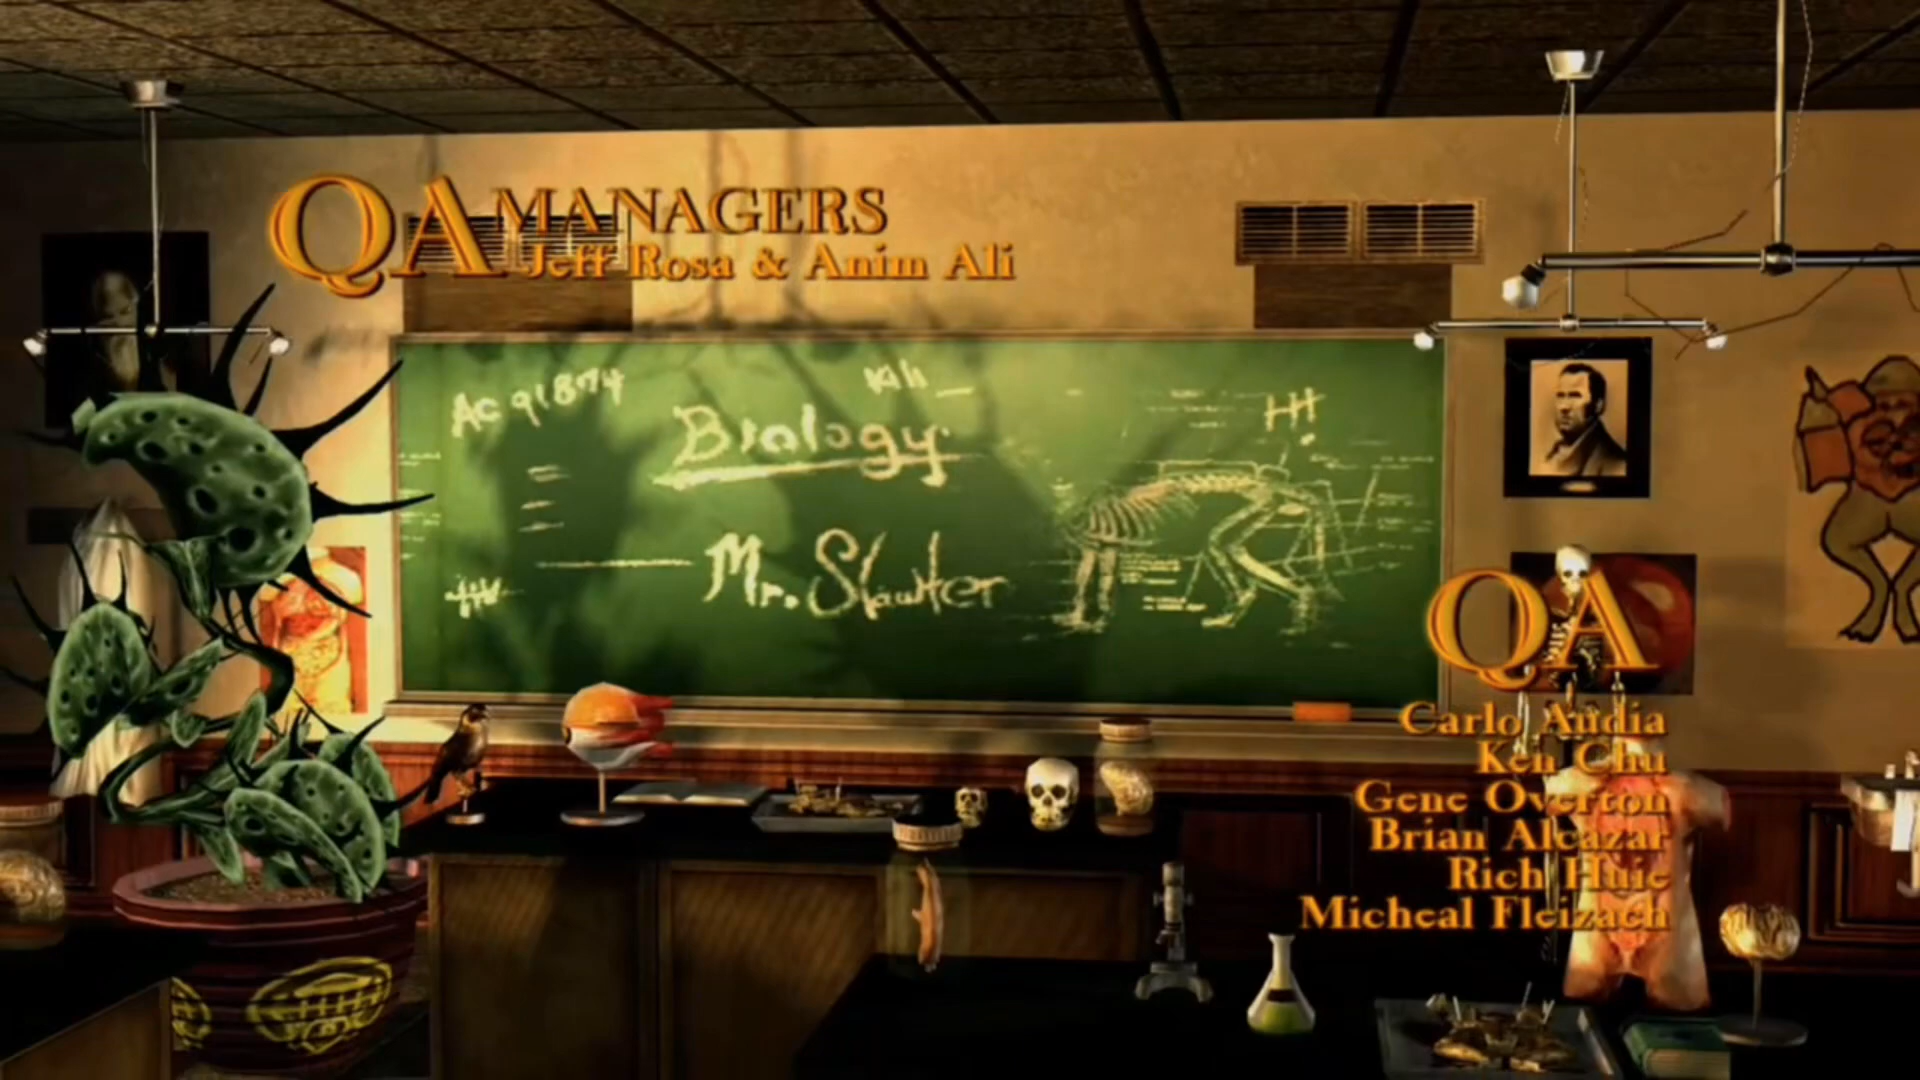 QA MANAGERS
Jeff Rosa & Anim Ali
AC 91874
Biology
Mr. Slawter
QA
Carlo Audia
Ken Chu
Gene Overton
Brian Alcazar
Rich Huie
Micheal Fleizach